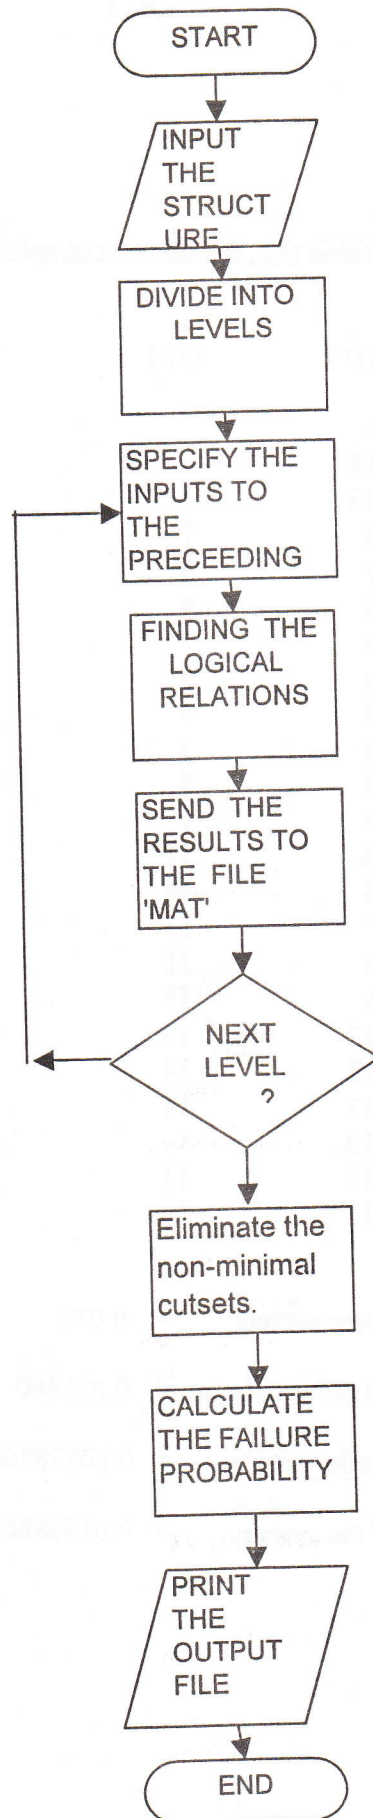 START
INPUT
THE
STRUCT
URE
DIVIDE INTO
LEVELS
SPECIFY THE
INPUTS TO
THE
PRECEEDING
FINDING THE
LOGICAL
RELATIONS
SEND THE
RESULTS TO
THE FILE
'MAT'
NEXT
LEVEL
?
Eliminate the
non-minimal
cutsets.
CALCULATE
THE FAILURE
PROBABILITY
PRINT
THE
OUTPUT
FILE
END